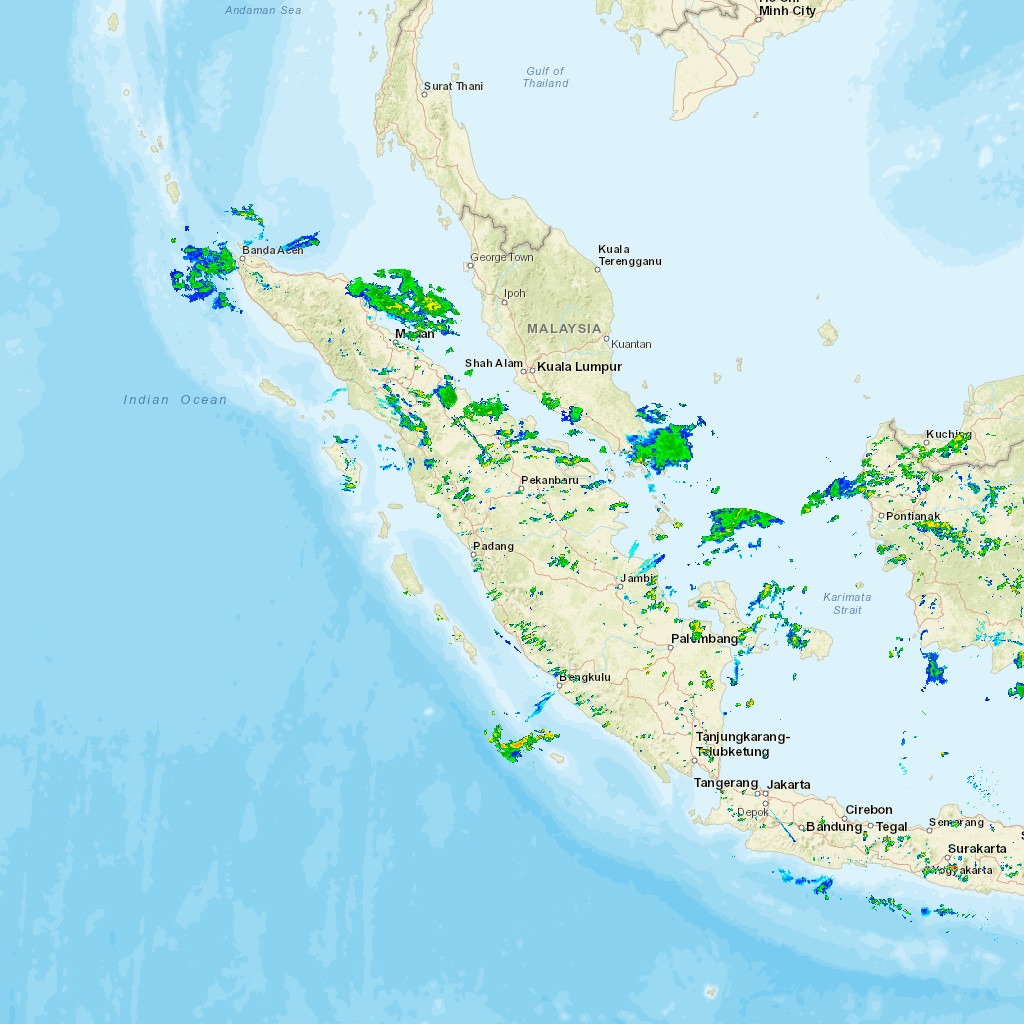 Andaman Sea
Minh City
Gulf of
Thailand
Surat Thani
Banda Aceh
George Town
Kuala
Terengganu
Ipoh
MALAYSIA
Kuantan
Shah Alam
Kuala Lumpur
Indian Ocean
Kuching
Pekanbaru
Pontianak
Padang
Jambi
Karimata
Strait
Palembang
Bengkulu
Tanjungkarang-
Telubketung
Tangerang
Jakarta
Depok
Cirebon
Bandung
Tegal
Semarang
Surakarta
Yogyakarta